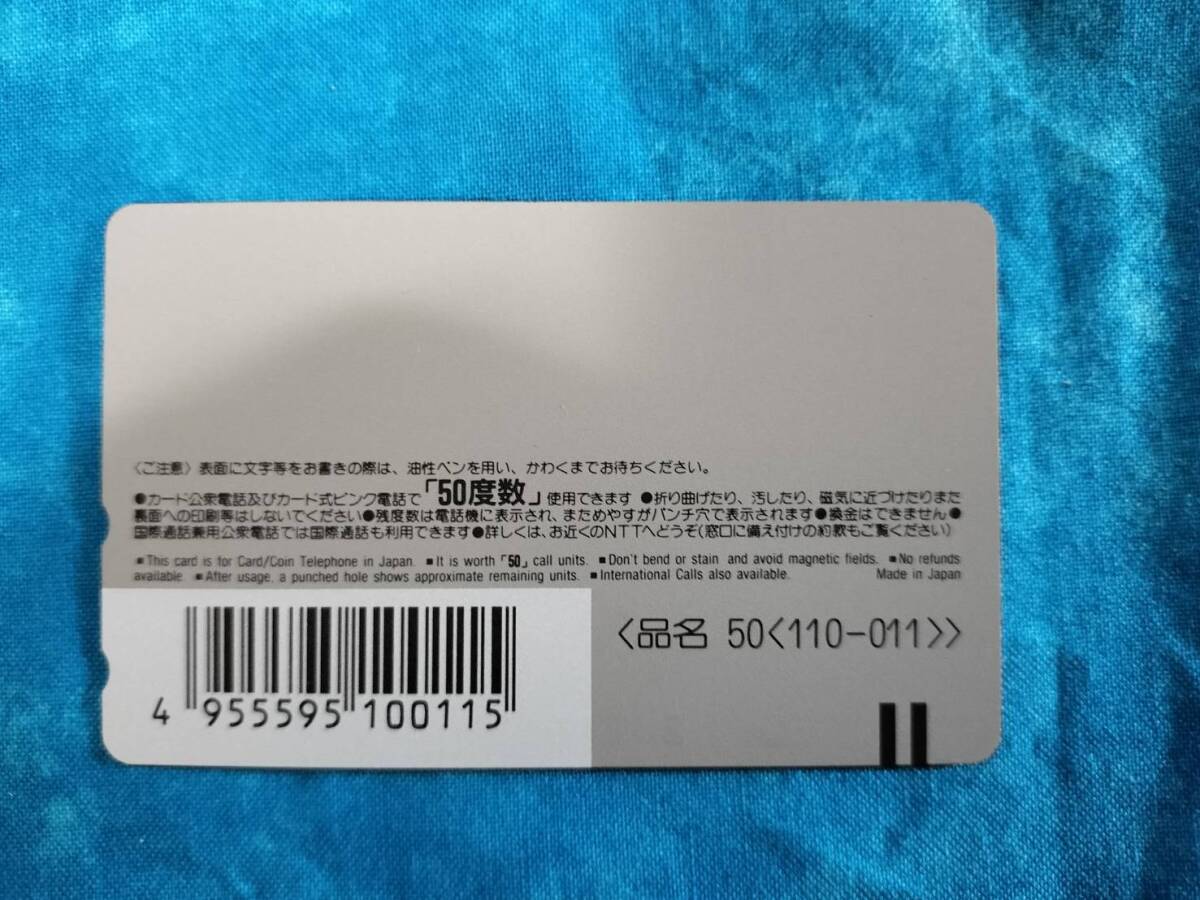 〈ご注意〉表面に文字等をお書きの際は、油性ペンを用い、かわくまでお待ちください。
●カード公衆電話及びカード式ピンク電話で「50度数」使用できます ●折り曲げたり、汚したり、磁気に近づけたりまた
裏面への印刷等はしないでください●残度数は電話機に表示され、まためやすがパンチ穴で表示されます●換金はできません●
国際通話兼用公衆電話では国際通話も利用できます●詳しくは、お近くのNTTへどうぞ(窓口に備え付けの約款もご覧ください)
■This card is for Card/Coin Telephone in Japan. ■It is worth「50」call units. ■Don't bend or stain and avoid magnetic fields. ■No refunds
available. ■After usage, a punched hole shows approximate remaining units. ■International Calls also available. Made in Japan
〈品名 50〈110-011〉〉
4 955595 100115